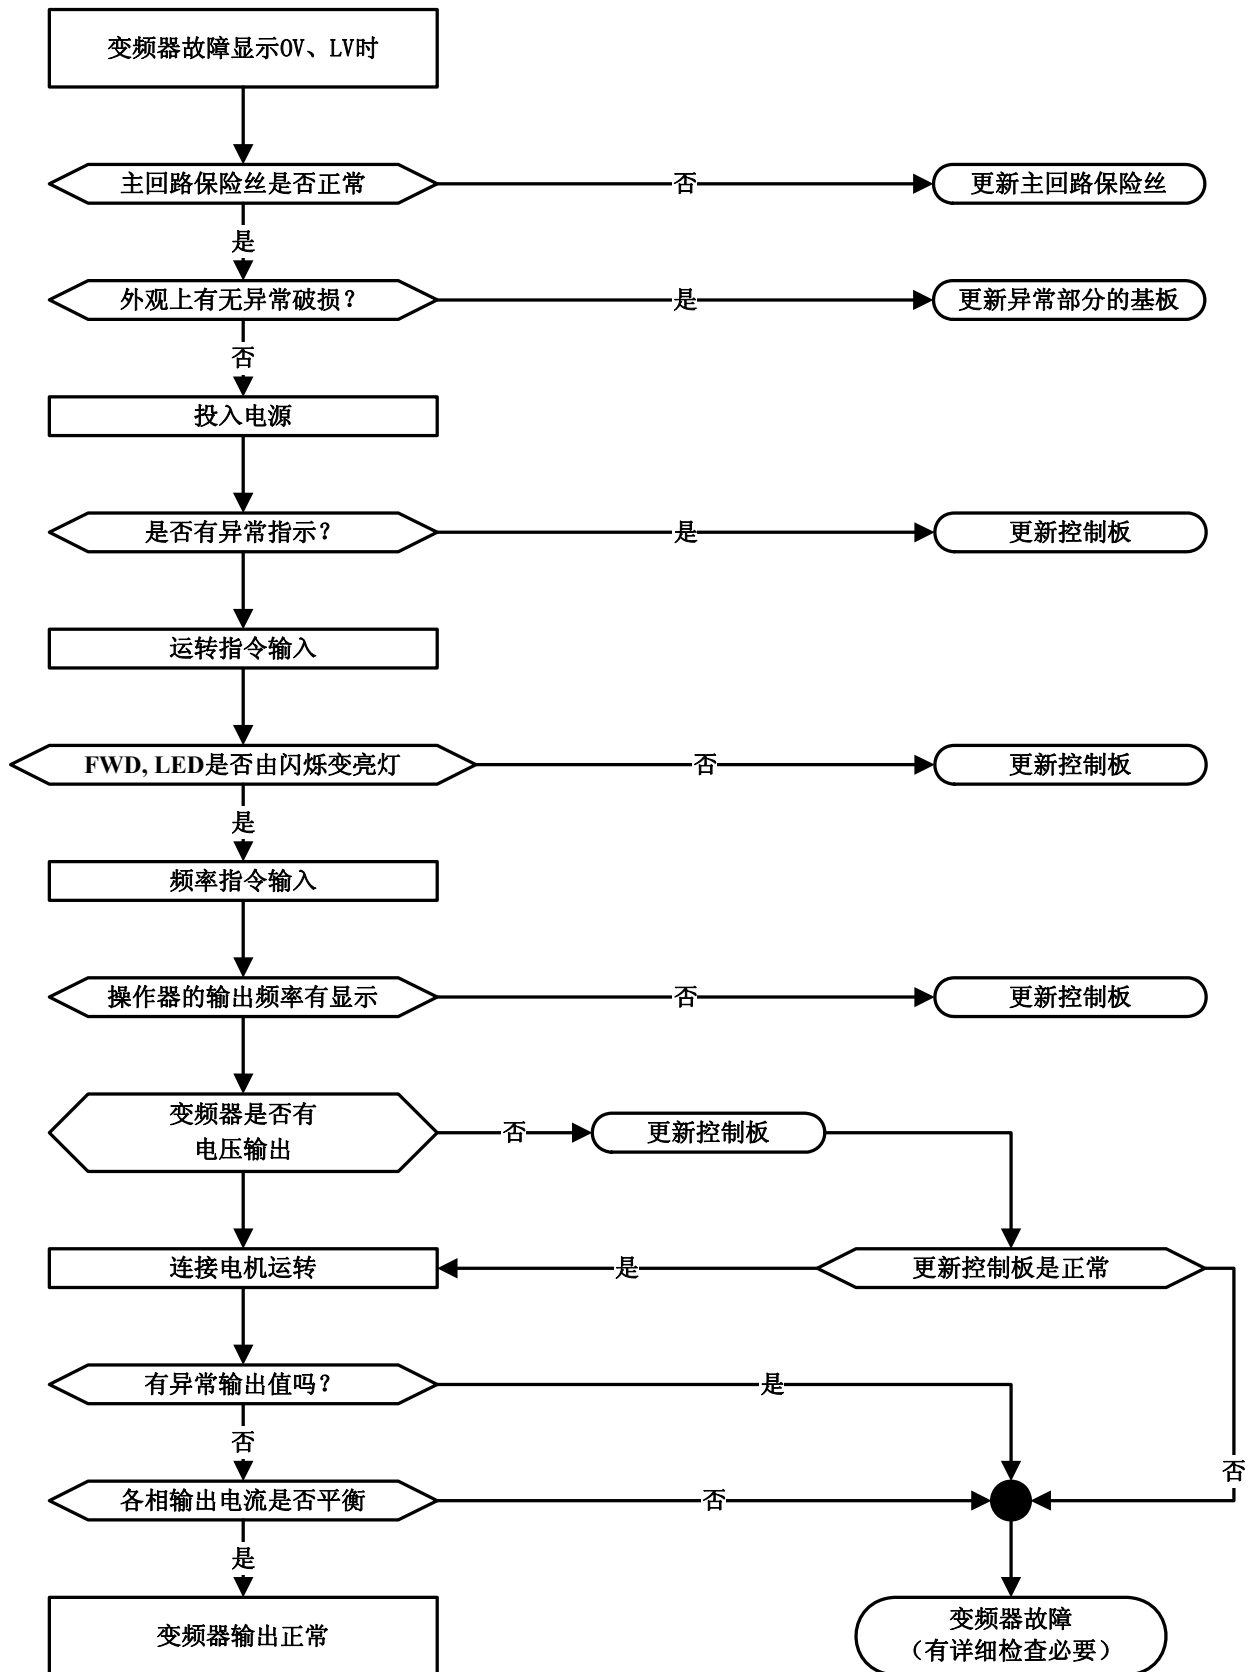 变频器故障显示OV、LV时
主回路保险丝是否正常
否
更新主回路保险丝
是
外观上有无异常破损？
是
更新异常部分的基板
否
投入电源
是否有异常指示？
是
更新控制板
运转指令输入
FWD, LED是否由闪烁变亮灯
否
更新控制板
是
频率指令输入
操作器的输出频率有显示
否
更新控制板
变频器是否有
电压输出
否
更新控制板
连接电机运转
是
更新控制板是正常
有异常输出值吗？
是
否
否
各相输出电流是否平衡
否
是
变频器输出正常
变频器故障
（有详细检查必要）